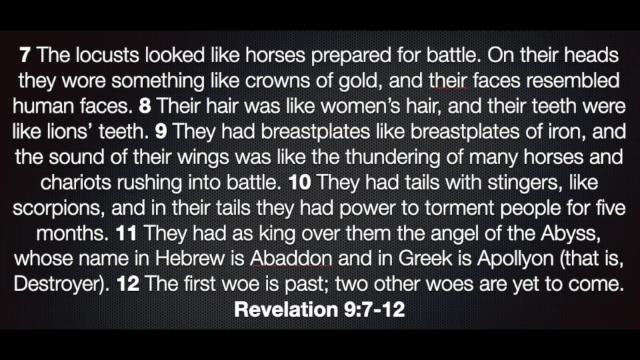 7 The locusts looked like horses prepared for battle. On their heads
they wore something like crowns of gold, and their faces resembled
human faces. 8 Their hair was like women’s hair, and their teeth were
like lions’ teeth. 9 They had breastplates like breastplates of iron, and
the sound of their wings was like the thundering of many horses and
chariots rushing into battle. 10 They had tails with stingers, like
scorpions, and in their tails they had power to torment people for five
months. 11 They had as king over them the angel of the Abyss,
whose name in Hebrew is Abaddon and in Greek is Apollyon (that is,
Destroyer). 12 The first woe is past; two other woes are yet to come.
Revelation 9:7-12